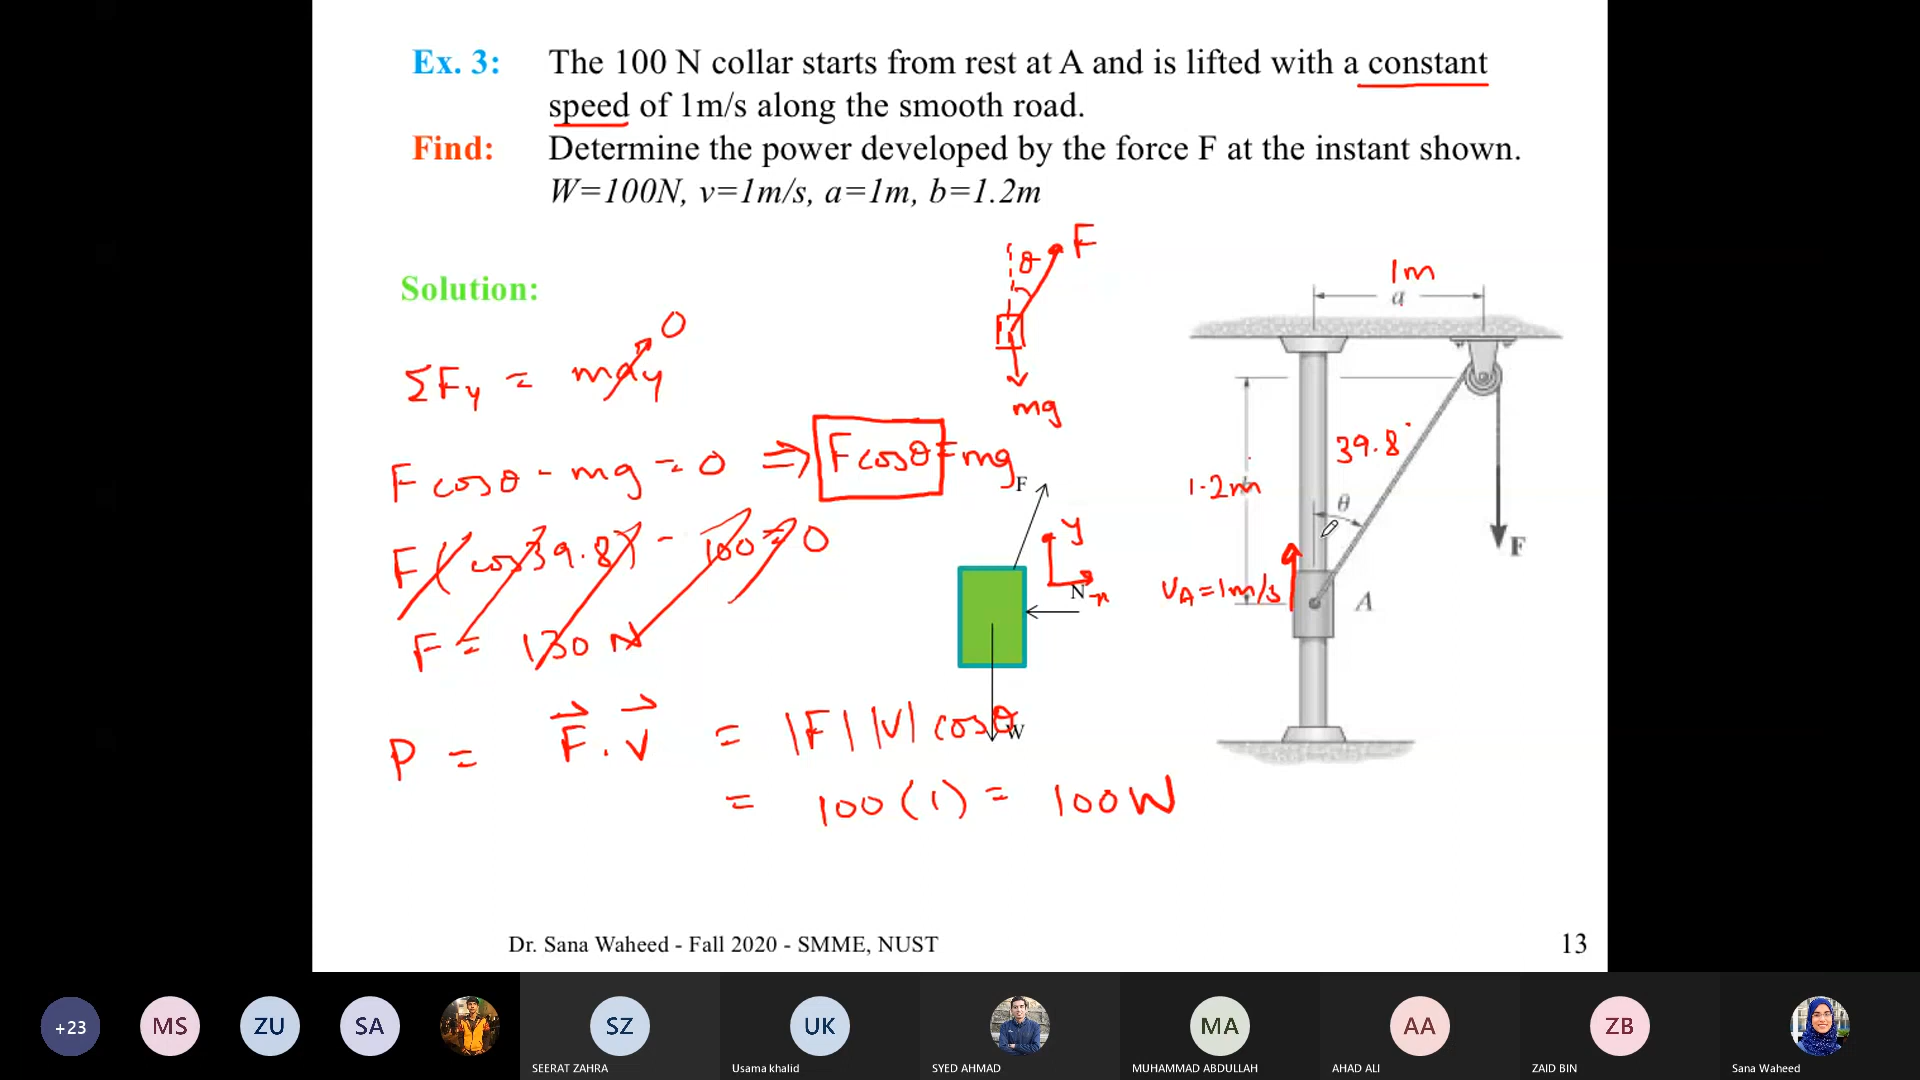 Ex. 3: The 100 N collar starts from rest at A and is lifted with a constant
speed of 1m/s along the smooth road.
Find: Determine the power developed by the force F at the instant shown.
W=100N, v=1m/s, a=1m, b=1.2m
Solution:
ΣFy = may 0
F cosθ - mg = 0 ⇒ F cosθ = mg
F(cos39.8) - 100 = 0
F = 130 N
P = F . v = |F| |v| cosθ
= 100 (1) = 100W
θ
F
mg
F
y
N
x
W
1m
a
39.8°
1.2m
θ
F
vA = 1m/s
A
Dr. Sana Waheed - Fall 2020 - SMME, NUST
13
+23
MS
ZU
SA
SZ
SEERAT ZAHRA
UK
Usama khalid
SYED AHMAD
MA
MUHAMMAD ABDULLAH
AA
AHAD ALI
ZB
ZAID BIN
Sana Waheed